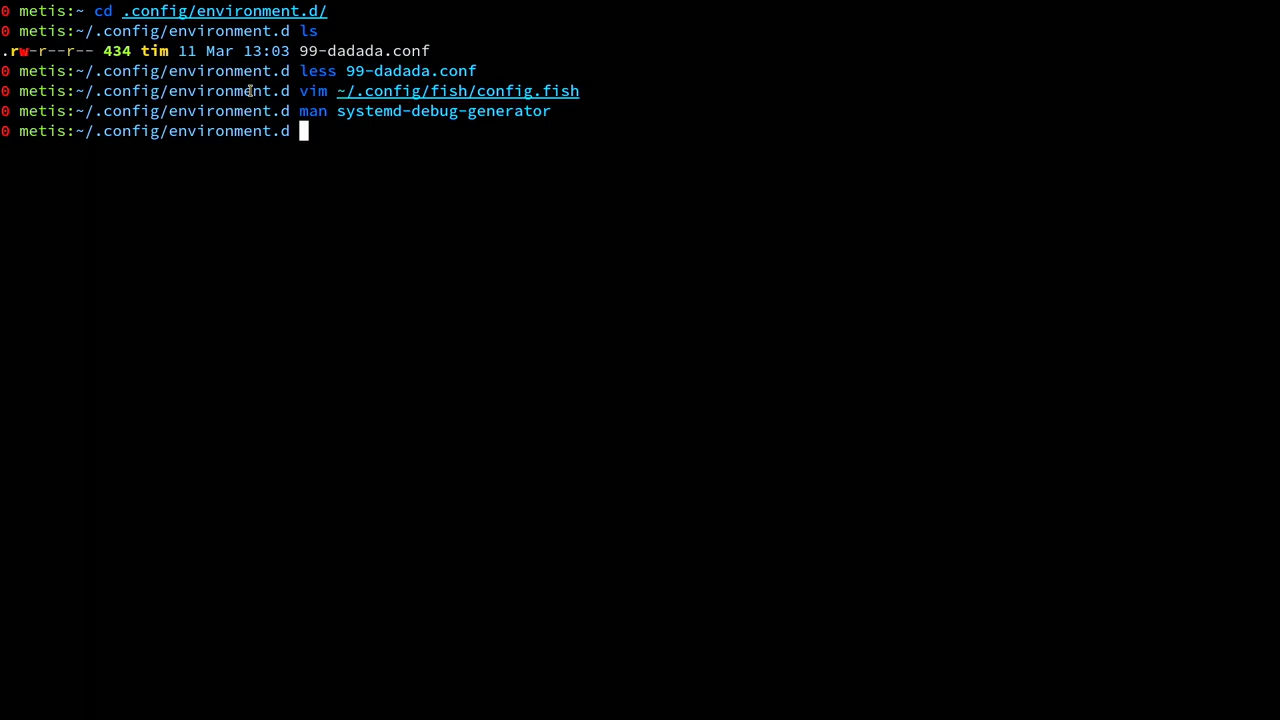 0 metis:~ cd .config/environment.d/
0 metis:~/.config/environment.d ls
.rw-r--r-- 434 tim 11 Mar 13:03 99-dadada.conf
0 metis:~/.config/environment.d less 99-dadada.conf
0 metis:~/.config/environment.d vim ~/.config/fish/config.fish
0 metis:~/.config/environment.d man systemd-debug-generator
0 metis:~/.config/environment.d